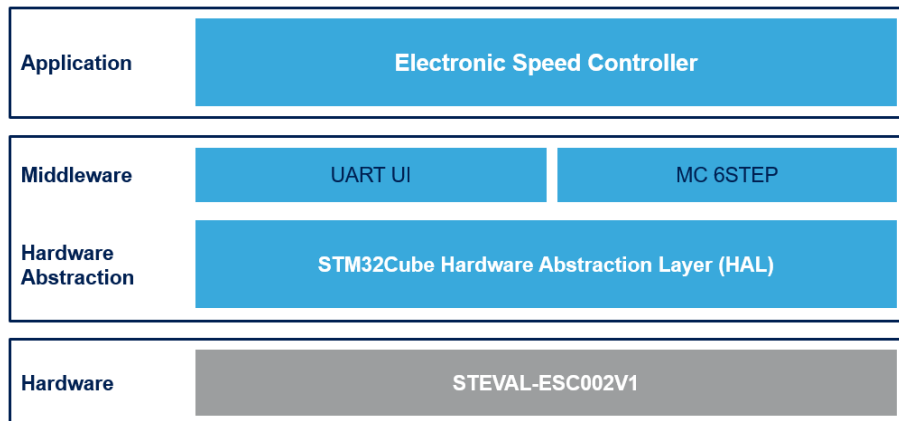 Application
Electronic Speed Controller
Middleware
UART UI
MC 6STEP
Hardware
Abstraction
STM32Cube Hardware Abstraction Layer (HAL)
Hardware
STEVAL-ESC002V1